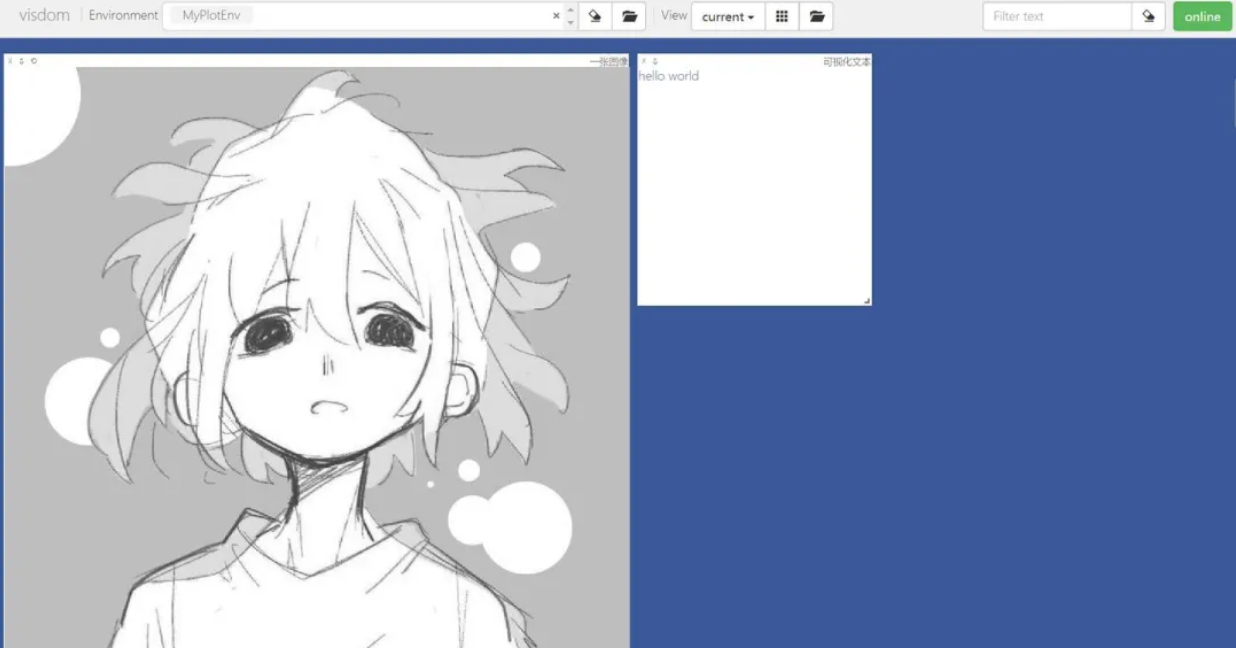 visdom Environment MyPlotEnv × View current Filter text online
一张图像
可视化文本
hello world